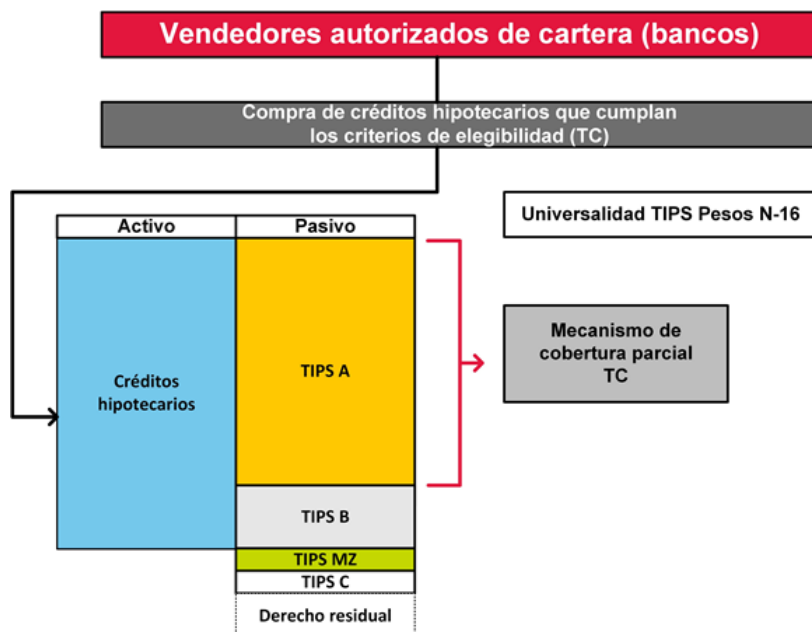 Vendedores autorizados de cartera (bancos)
Compra de créditos hipotecarios que cumplan
los criterios de elegibilidad (TC)
Universalidad TIPS Pesos N-16
Activo
Pasivo
Créditos
hipotecarios
TIPS A
Mecanismo de
cobertura parcial
TC
TIPS B
TIPS MZ
TIPS C
Derecho residual